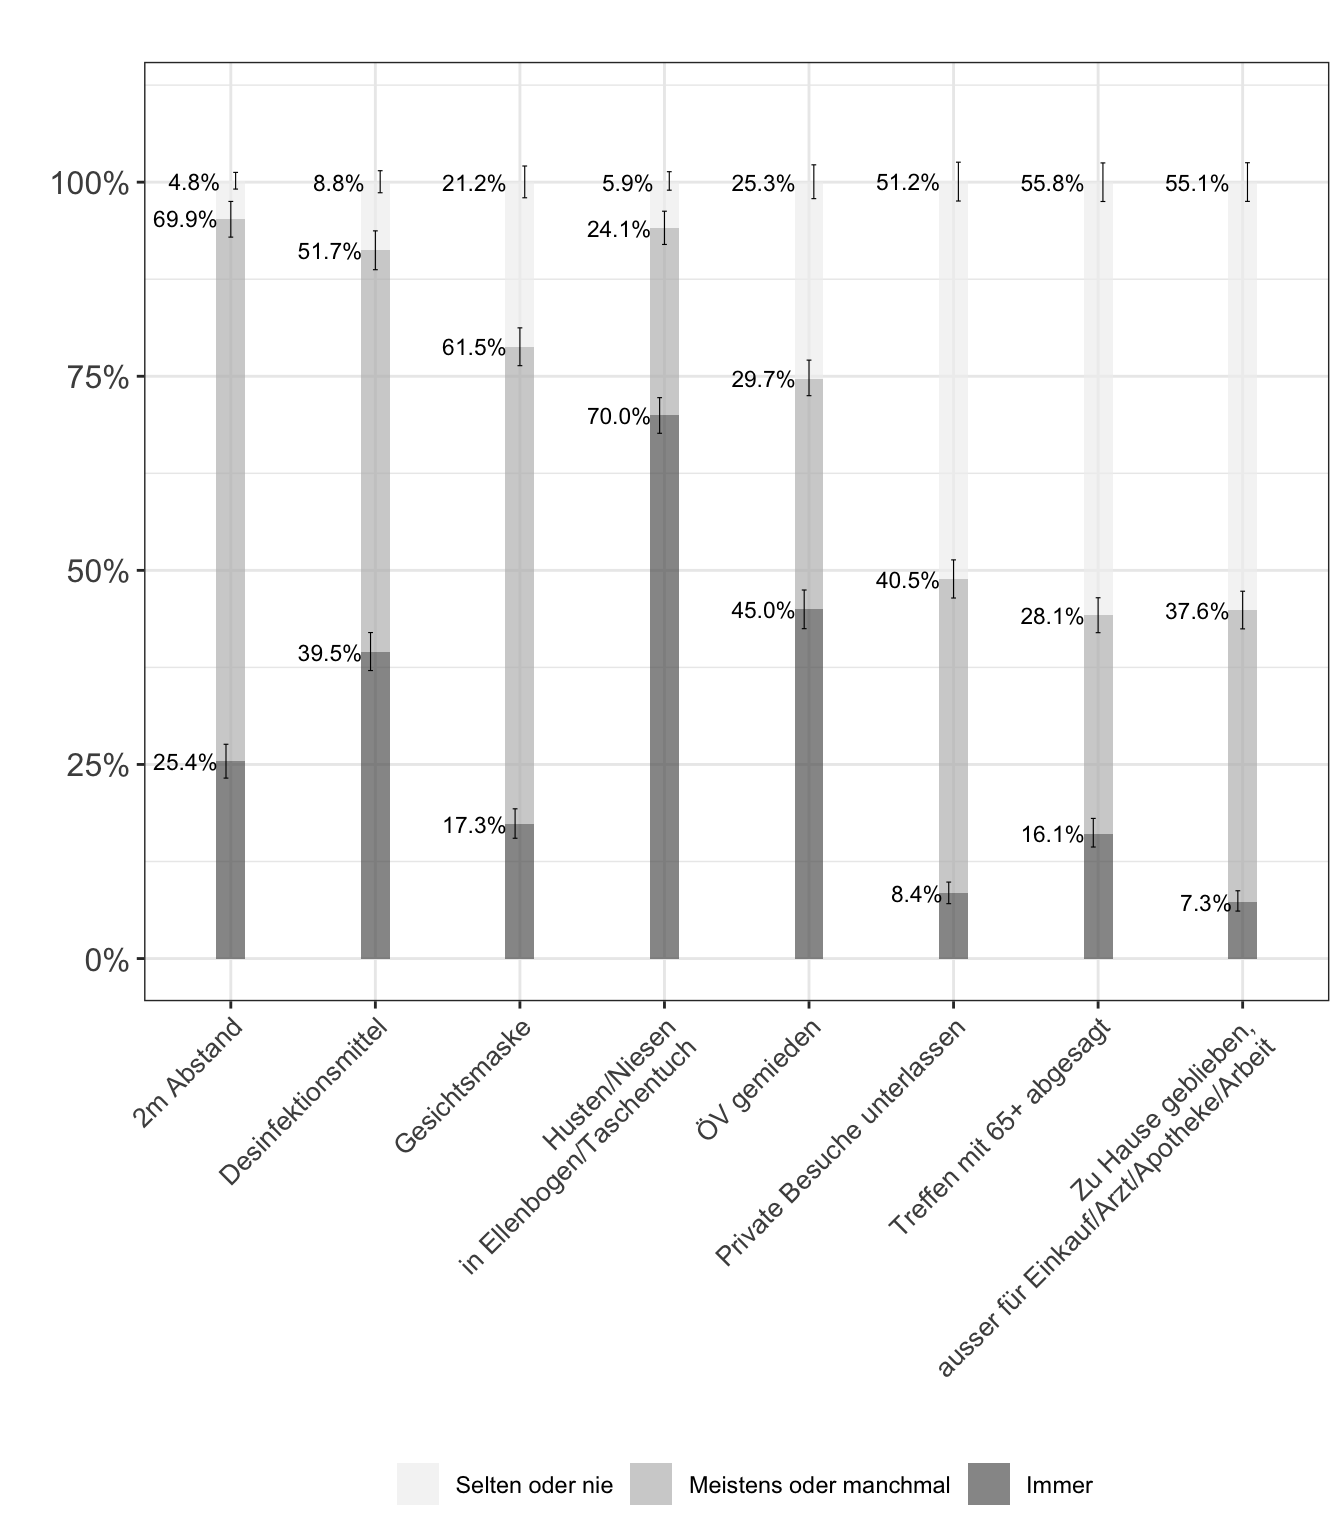 100%
75%
50%
25%
0%
4.8%
8.8%
21.2%
5.9%
25.3%
51.2%
55.8%
55.1%
69.9%
51.7%
61.5%
24.1%
29.7%
40.5%
28.1%
37.6%
25.4%
39.5%
17.3%
70.0%
45.0%
8.4%
16.1%
7.3%
2m Abstand
Desinfektionsmittel
Gesichtsmaske
Husten/Niesen
in Ellenbogen/Taschentuch
ÖV gemieden
Private Besuche unterlassen
Treffen mit 65+ abgesagt
Zu Hause geblieben,
ausser für Einkauf/Arzt/Apotheke/Arbeit
Selten oder nie
Meistens oder manchmal
Immer